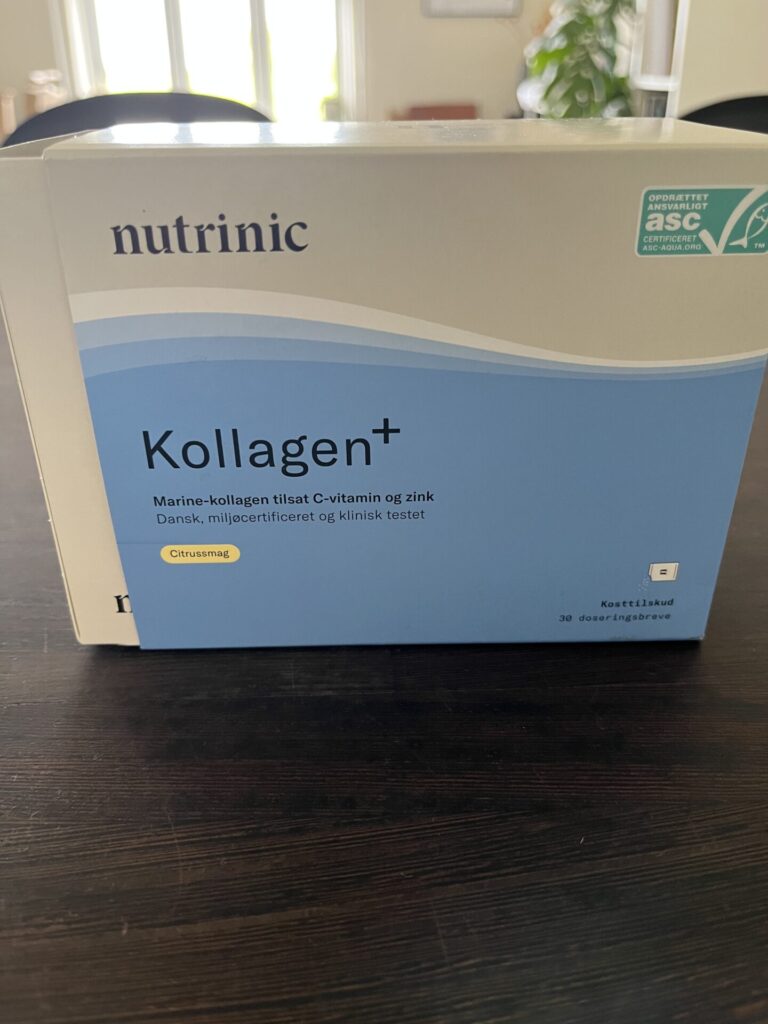 nutrinic
OPDRÆTTET
ANSVARLIGT
asc
CERTIFICERET
ASC-AQUA.ORG
TM
Kollagen+
Marine-kollagen tilsat C-vitamin og zink
Dansk, miljøcertificeret og klinisk testet
Citrussmag
n
n
Kosttilskud
30 doseringsbreve